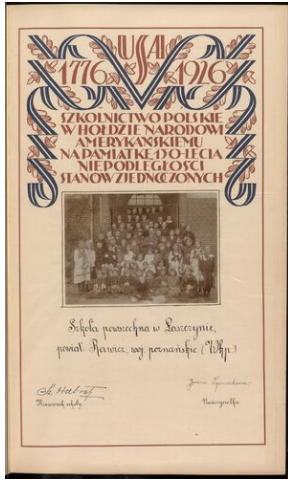 USA
1776 1926
SZKOLNICTWO POLSKIE
W HOŁDZIE NARODOWI
AMERYKAŃSKIEMU
NA PAMIĄTKĘ 150-LECIA
NIEPODLEGŁOŚCI
STANÓW ZJEDNOCZONYCH
Szkoła powszechna w Łaszczynie,
powiat Rawicz, woj. poznańskie (Wlkp.)
Kierownik szkoły
Nauczycielka